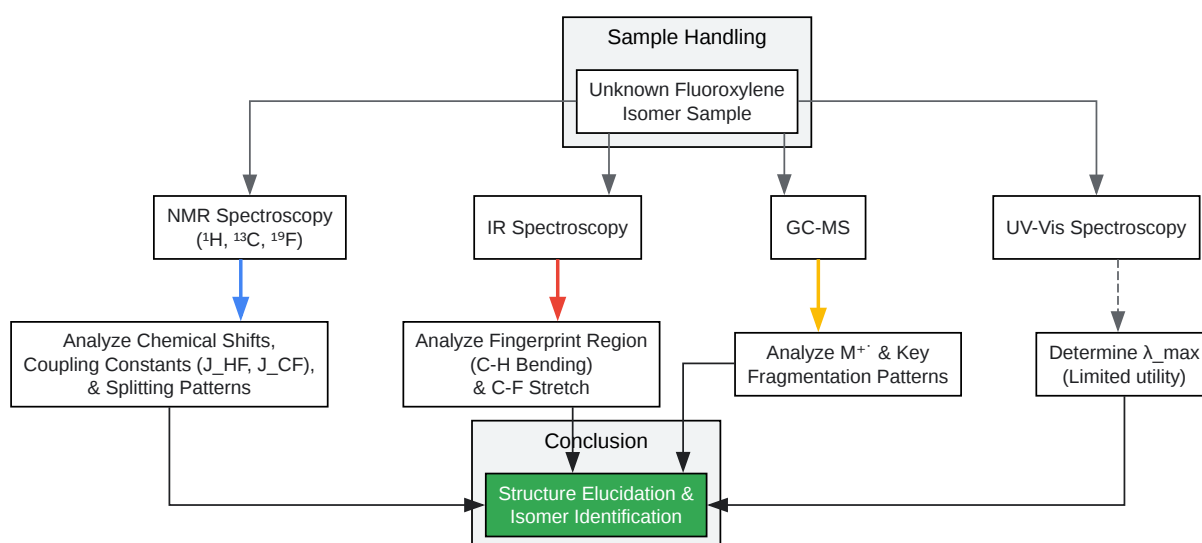 Sample Handling
Unknown Fluoroxylene
Isomer Sample
NMR Spectroscopy
(¹H, ¹³C, ¹⁹F)
IR Spectroscopy
GC-MS
UV-Vis Spectroscopy
Analyze Chemical Shifts,
Coupling Constants (J_HF, J_CF),
& Splitting Patterns
Analyze Fingerprint Region
(C-H Bending)
& C-F Stretch
Analyze M⁺˙ & Key
Fragmentation Patterns
Determine λ_max
(Limited utility)
Conclusion
Structure Elucidation &
Isomer Identification